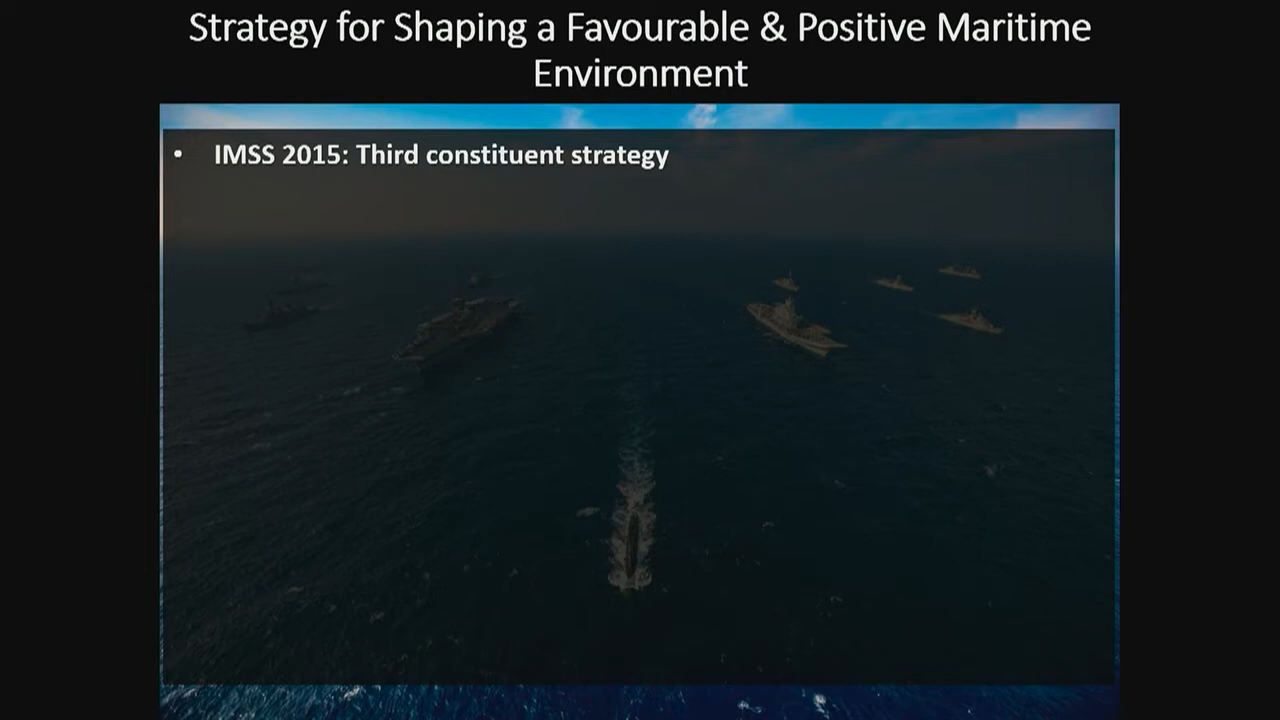 Strategy for Shaping a Favourable & Positive Maritime
Environment
• IMSS 2015: Third constituent strategy